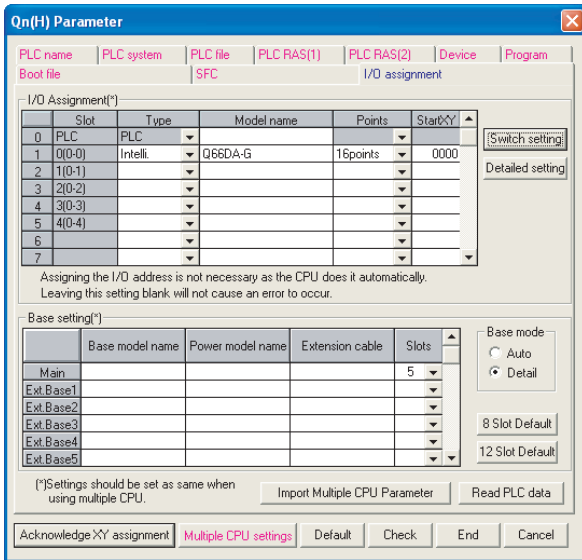 Qn(H) Parameter
PLC name PLC system PLC file PLC RAS(1) PLC RAS(2) Device Program
Boot file SFC I/O assignment
I/O Assignment(*)
Slot Type Model name Points StartXY
0 PLC PLC
1 0(0-0) Intelli. Q66DA-G 16points 0000
2 1(0-1)
3 2(0-2)
4 3(0-3)
5 4(0-4)
6
7
Switch setting
Detailed setting
Assigning the I/O address is not necessary as the CPU does it automatically.
Leaving this setting blank will not cause an error to occur.
Base setting(*)
Base model name Power model name Extension cable Slots
Main 5
Ext.Base1
Ext.Base2
Ext.Base3
Ext.Base4
Ext.Base5
Base mode
Auto
Detail
8 Slot Default
12 Slot Default
(*)Settings should be set as same when
using multiple CPU.
Import Multiple CPU Parameter Read PLC data
Acknowledge XY assignment Multiple CPU settings Default Check End Cancel